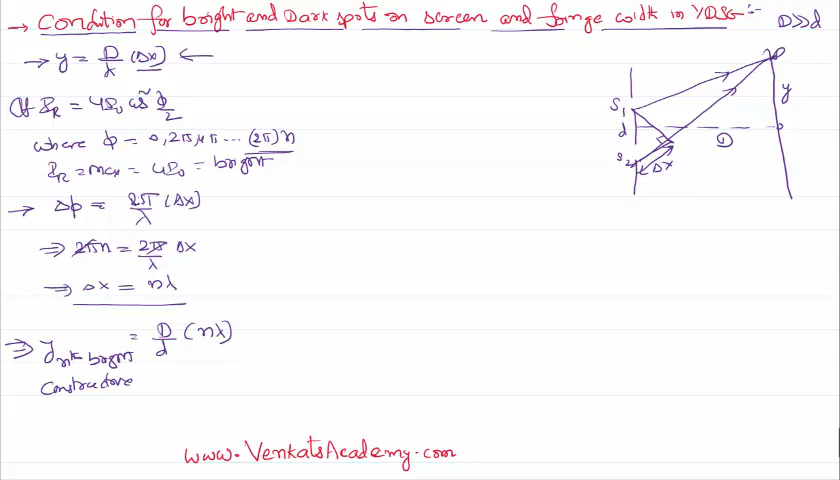 → Condition for bright and Dark spots on screen and fringe width in YDSE :- D>>d
→ y = D/d (Δx) ←
If I_R = 4I_0 cos² ϕ/2
where ϕ = 0, 2π, 4π ... (2π)n
I_R = max = 4I_0 = bright
→ Δϕ = 2π/λ (Δx)
⇒ 2πn = 2π/λ Δx
⇒ Δx = nλ
⇒ y nth bright = D/d (nλ)
constructive
S1
d
S2
Δx
D
y
P
www.VenkatsAcademy.com